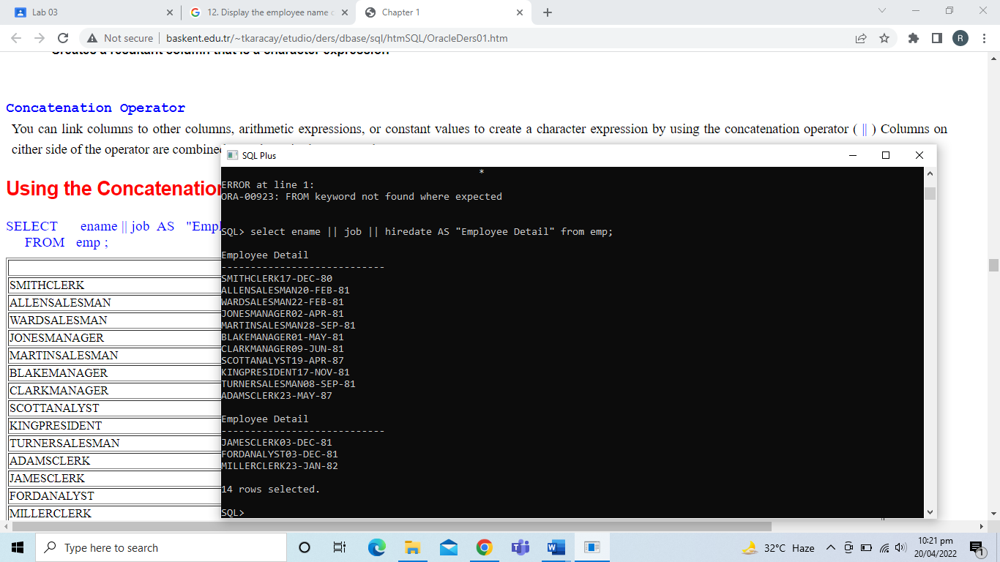 Lab 03
12. Display the employee name
Chapter 1
Not secure
baskent.edu.tr/~tkaracay/etudio/ders/dbase/sql/htmSQL/OracleDers01.htm
R
Creates a resultant column that is a character expression
Concatenation Operator
You can link columns to other columns, arithmetic expressions, or constant values to create a character expression by using the concatenation operator ( || ) Columns on
cither side of the operator are combined
Using the Concatenation
SELECT ename || job AS "Empl
FROM emp ;
SMITHCLERK
ALLENSALESMAN
WARDSALESMAN
JONESMANAGER
MARTINSALESMAN
BLAKEMANAGER
CLARKMANAGER
SCOTTANALYST
KINGPRESIDENT
TURNERSALESMAN
ADAMSCLERK
JAMESCLERK
FORDANALYST
MILLERCLERK
SQL Plus
*
ERROR at line 1:
ORA-00923: FROM keyword not found where expected
SQL> select ename || job || hiredate AS "Employee Detail" from emp;
Employee Detail
----------------------------
SMITHCLERK17-DEC-80
ALLENSALESMAN20-FEB-81
WARDSALESMAN22-FEB-81
JONESMANAGER02-APR-81
MARTINSALESMAN28-SEP-81
BLAKEMANAGER01-MAY-81
CLARKMANAGER09-JUN-81
SCOTTANALYST19-APR-87
KINGPRESIDENT17-NOV-81
TURNERSALESMAN08-SEP-81
ADAMSCLERK23-MAY-87
Employee Detail
----------------------------
JAMESCLERK03-DEC-81
FORDANALYST03-DEC-81
MILLERCLERK23-JAN-82
14 rows selected.
SQL>
Type here to search
32°C Haze
10:21 pm
20/04/2022
1